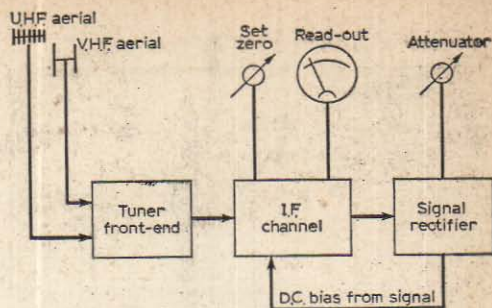 U.H.F. aerial
V.H.F. aerial
Set
zero
Read-out
Attenuator
Tuner
front-end
I.F.
channel
Signal
rectifier
D.C. bias from signal